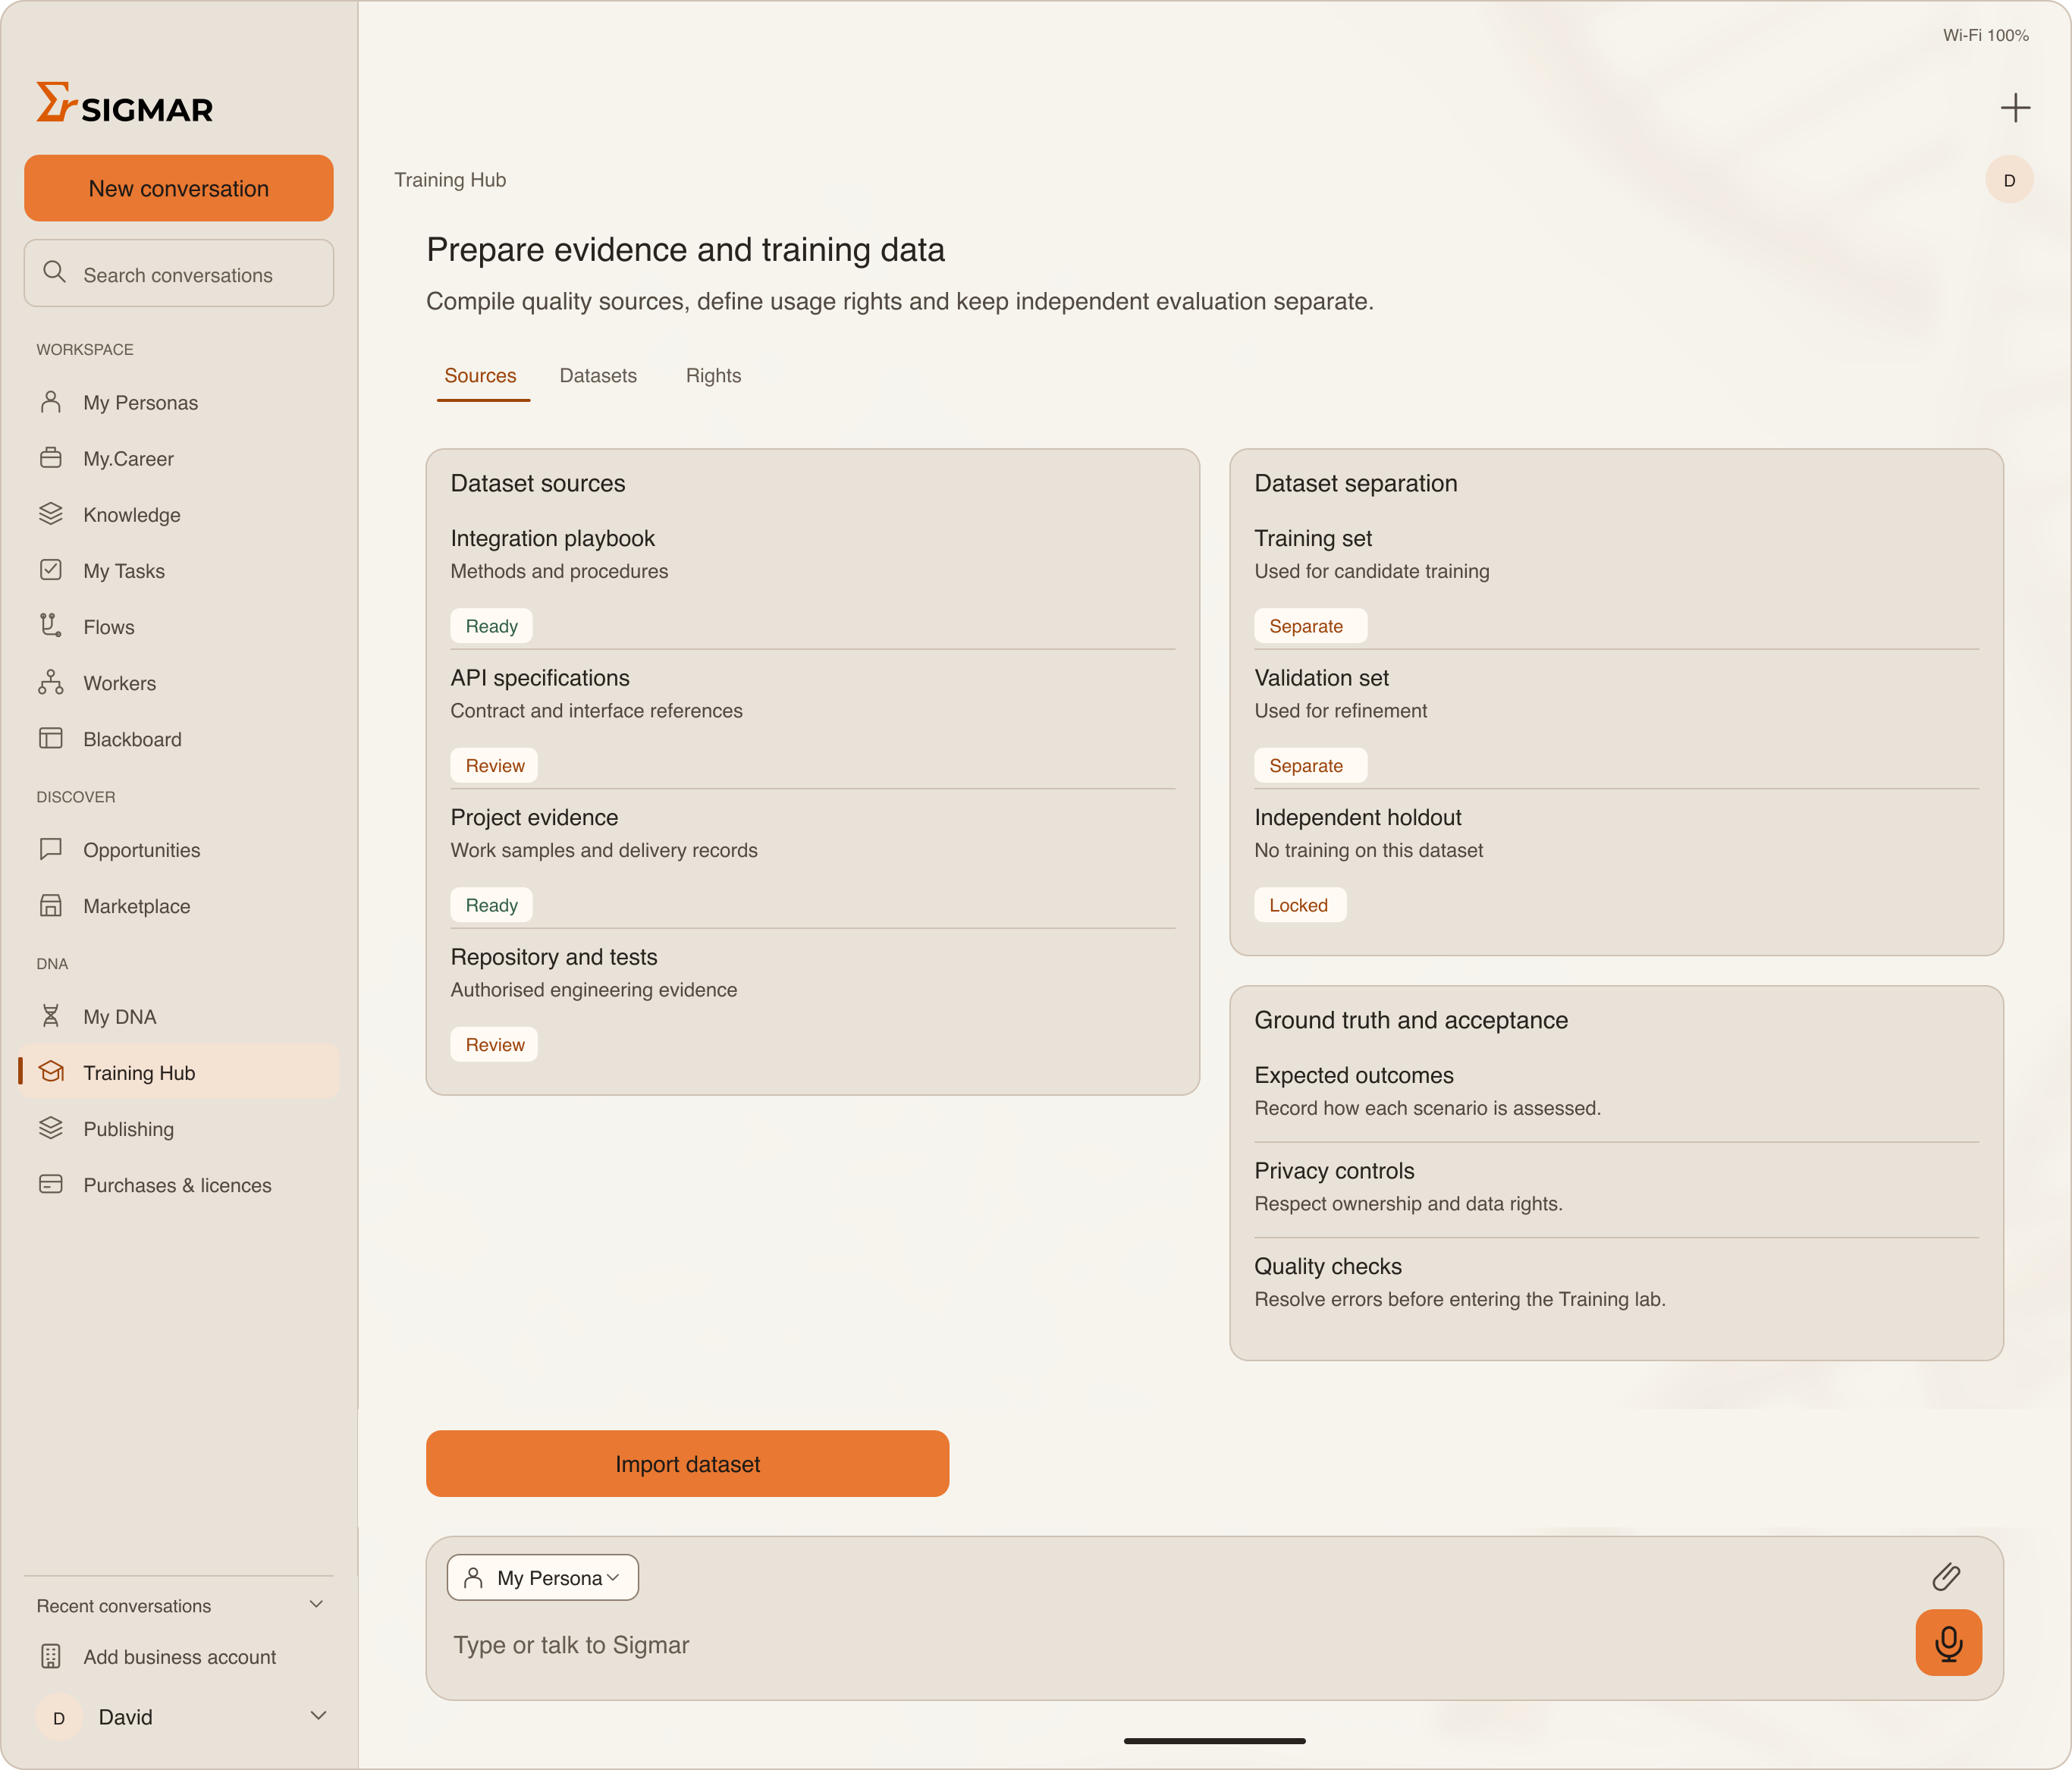 Wi-Fi 100%
Σr SIGMAR
New conversation
Search conversations
WORKSPACE
My Personas
My.Career
Knowledge
My Tasks
Flows
Workers
Blackboard
DISCOVER
Opportunities
Marketplace
DNA
My DNA
Training Hub
Publishing
Purchases & licences
Recent conversations
Add business account
D
David
Training Hub
D
Prepare evidence and training data
Compile quality sources, define usage rights and keep independent evaluation separate.
Sources
Datasets
Rights
Dataset sources
Integration playbook
Methods and procedures
Ready
API specifications
Contract and interface references
Review
Project evidence
Work samples and delivery records
Ready
Repository and tests
Authorised engineering evidence
Review
Dataset separation
Training set
Used for candidate training
Separate
Validation set
Used for refinement
Separate
Independent holdout
No training on this dataset
Locked
Ground truth and acceptance
Expected outcomes
Record how each scenario is assessed.
Privacy controls
Respect ownership and data rights.
Quality checks
Resolve errors before entering the Training lab.
Import dataset
My Persona
Type or talk to Sigmar